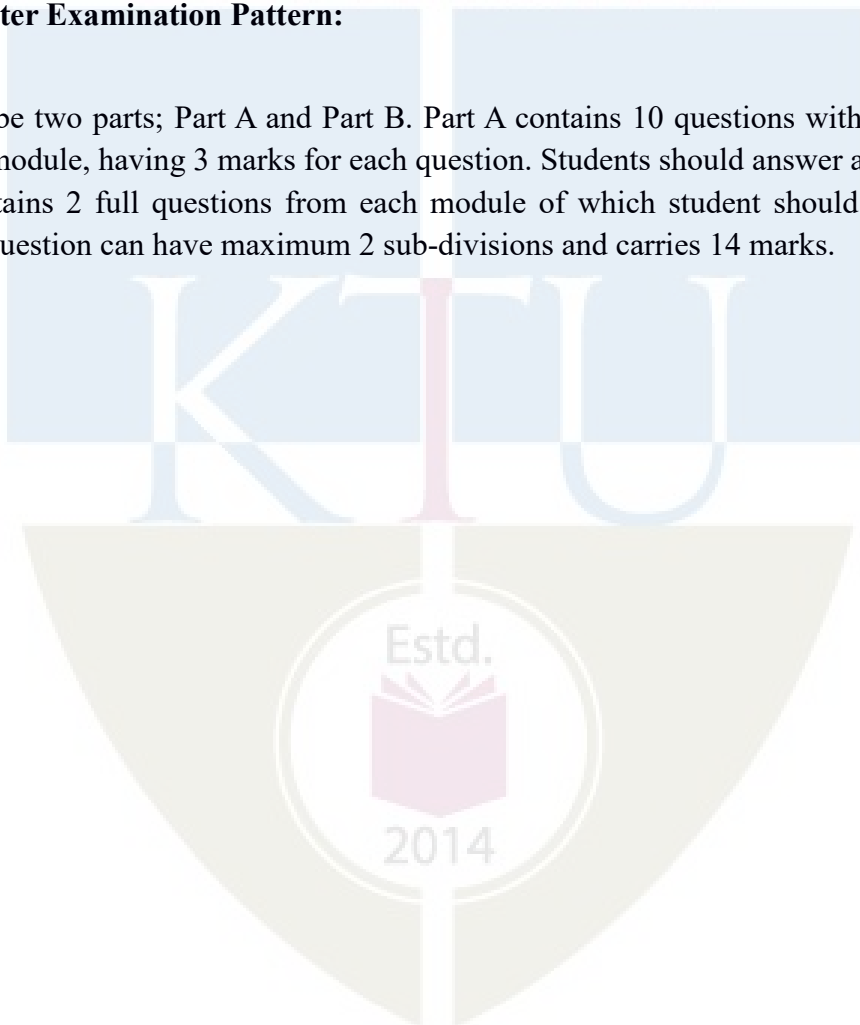 ter Examination Pattern:
be two parts; Part A and Part B. Part A contains 10 questions with
module, having 3 marks for each question. Students should answer a
tains 2 full questions from each module of which student should
uestion can have maximum 2 sub-divisions and carries 14 marks.
KTU
Estd.
2014